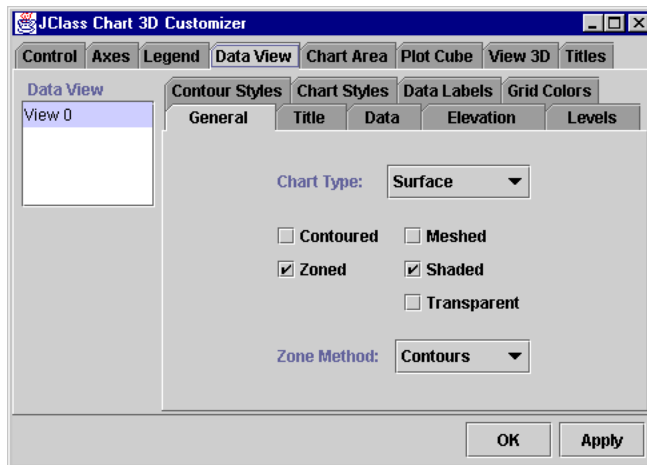 JClass Chart 3D Customizer
Control Axes Legend Data View Chart Area Plot Cube View 3D Titles
Data View
View 0
Contour Styles Chart Styles Data Labels Grid Colors
General Title Data Elevation Levels
Chart Type: Surface
Contoured Meshed
Zoned Shaded
Transparent
Zone Method: Contours
OK Apply